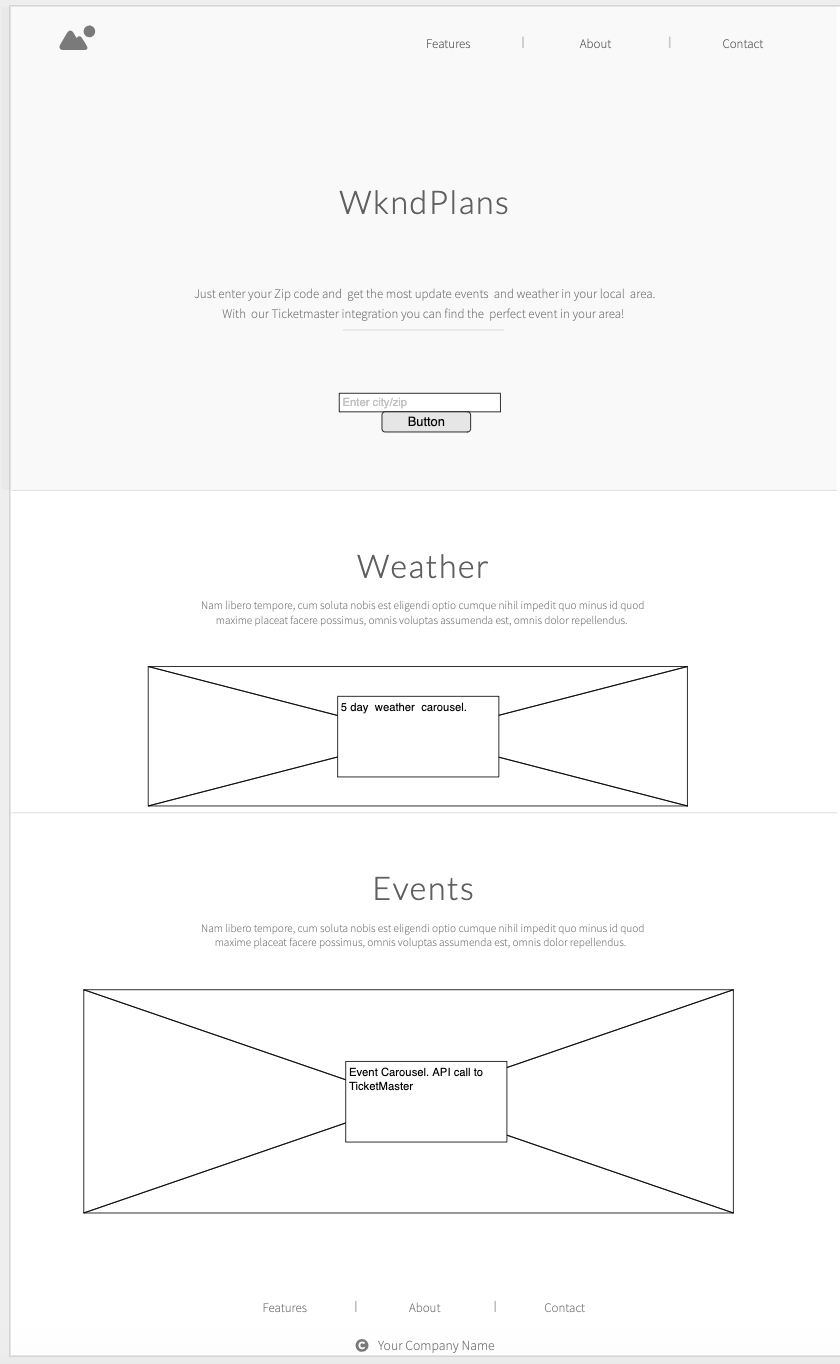 Features | About | Contact
WkndPlans
Just enter your Zip code and get the most update events and weather in your local area.
With our Ticketmaster integration you can find the perfect event in your area!
Enter city/zip
Button
Weather
Nam libero tempore, cum soluta nobis est eligendi optio cumque nihil impedit quo minus id quod
maxime placeat facere possimus, omnis voluptas assumenda est, omnis dolor repellendus.
5 day weather carousel.
Events
Nam libero tempore, cum soluta nobis est eligendi optio cumque nihil impedit quo minus id quod
maxime placeat facere possimus, omnis voluptas assumenda est, omnis dolor repellendus.
Event Carousel. API call to
TicketMaster
Features | About | Contact
© Your Company Name